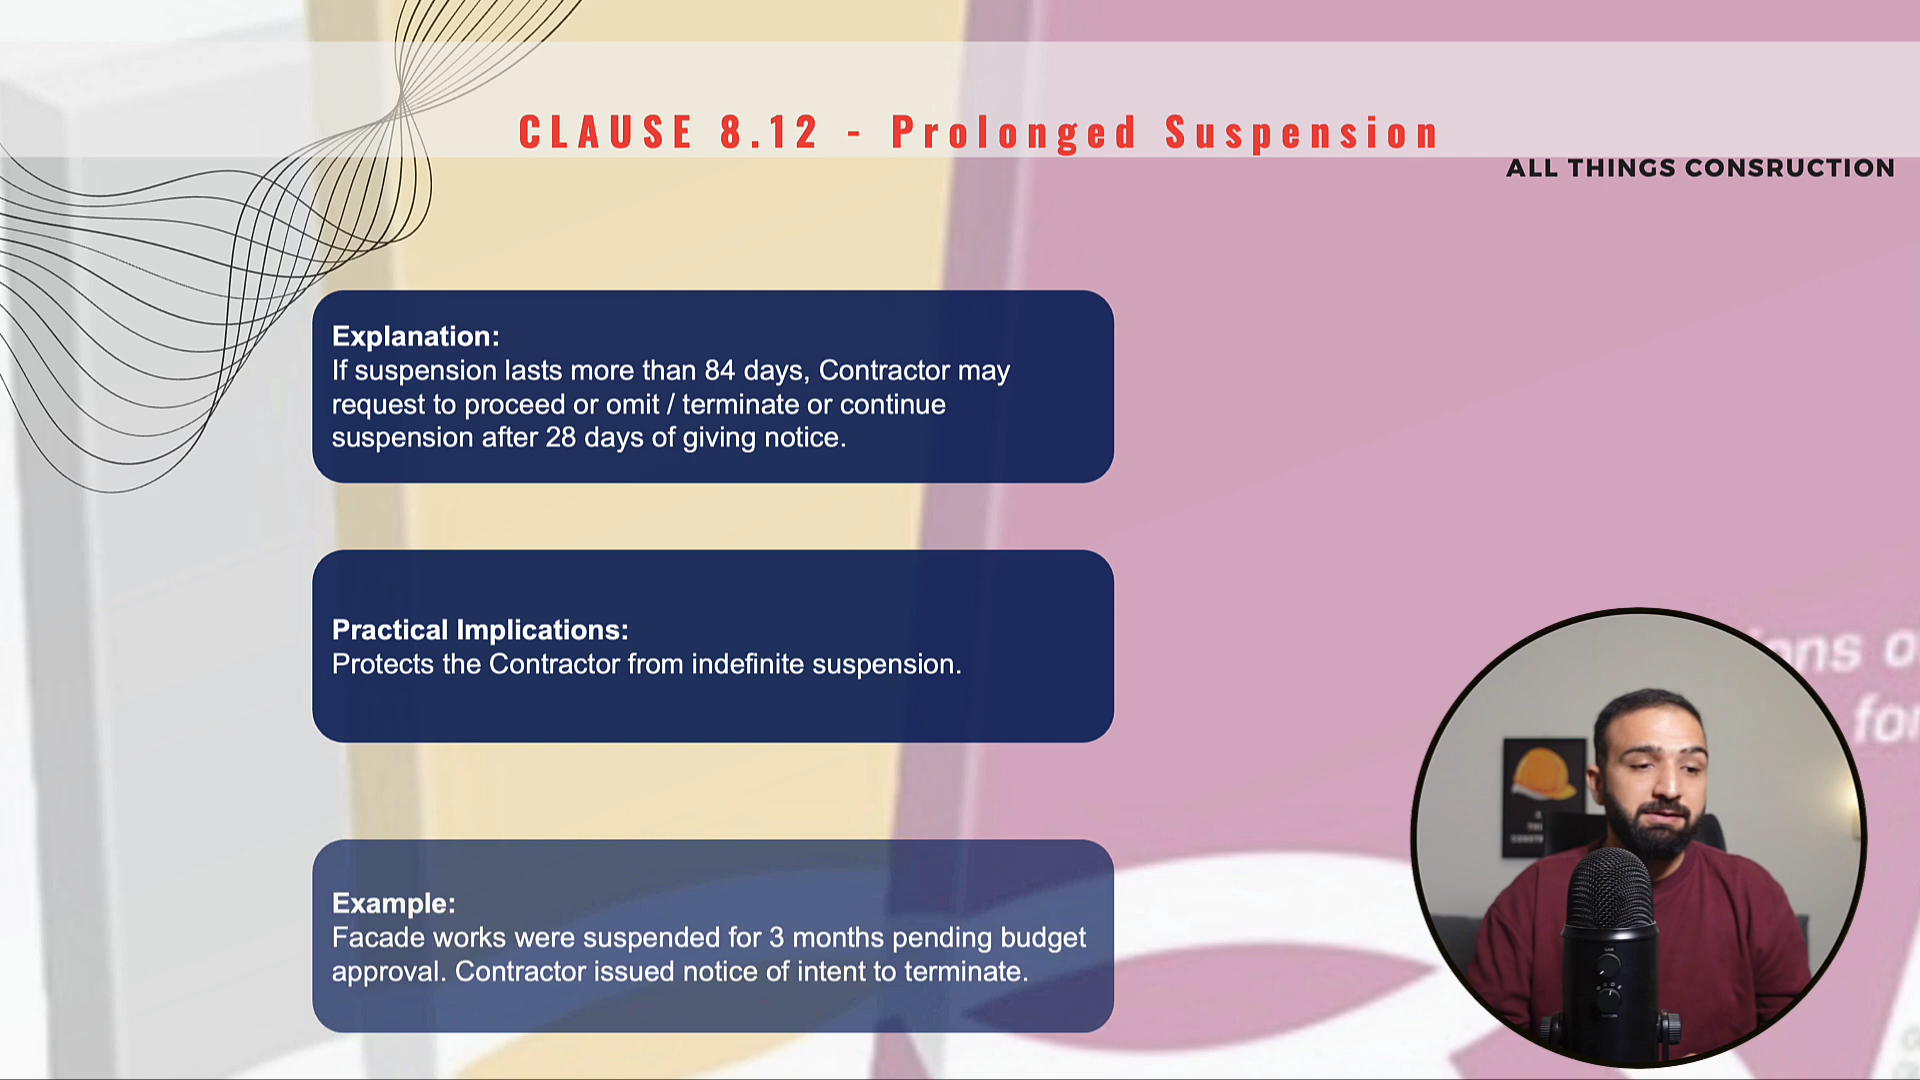 CLAUSE 8.12 - Prolonged Suspension
ALL THINGS CONSRUCTION
Explanation:
If suspension lasts more than 84 days, Contractor may
request to proceed or omit / terminate or continue
suspension after 28 days of giving notice.
Practical Implications:
Protects the Contractor from indefinite suspension.
Example:
Facade works were suspended for 3 months pending budget
approval. Contractor issued notice of intent to terminate.